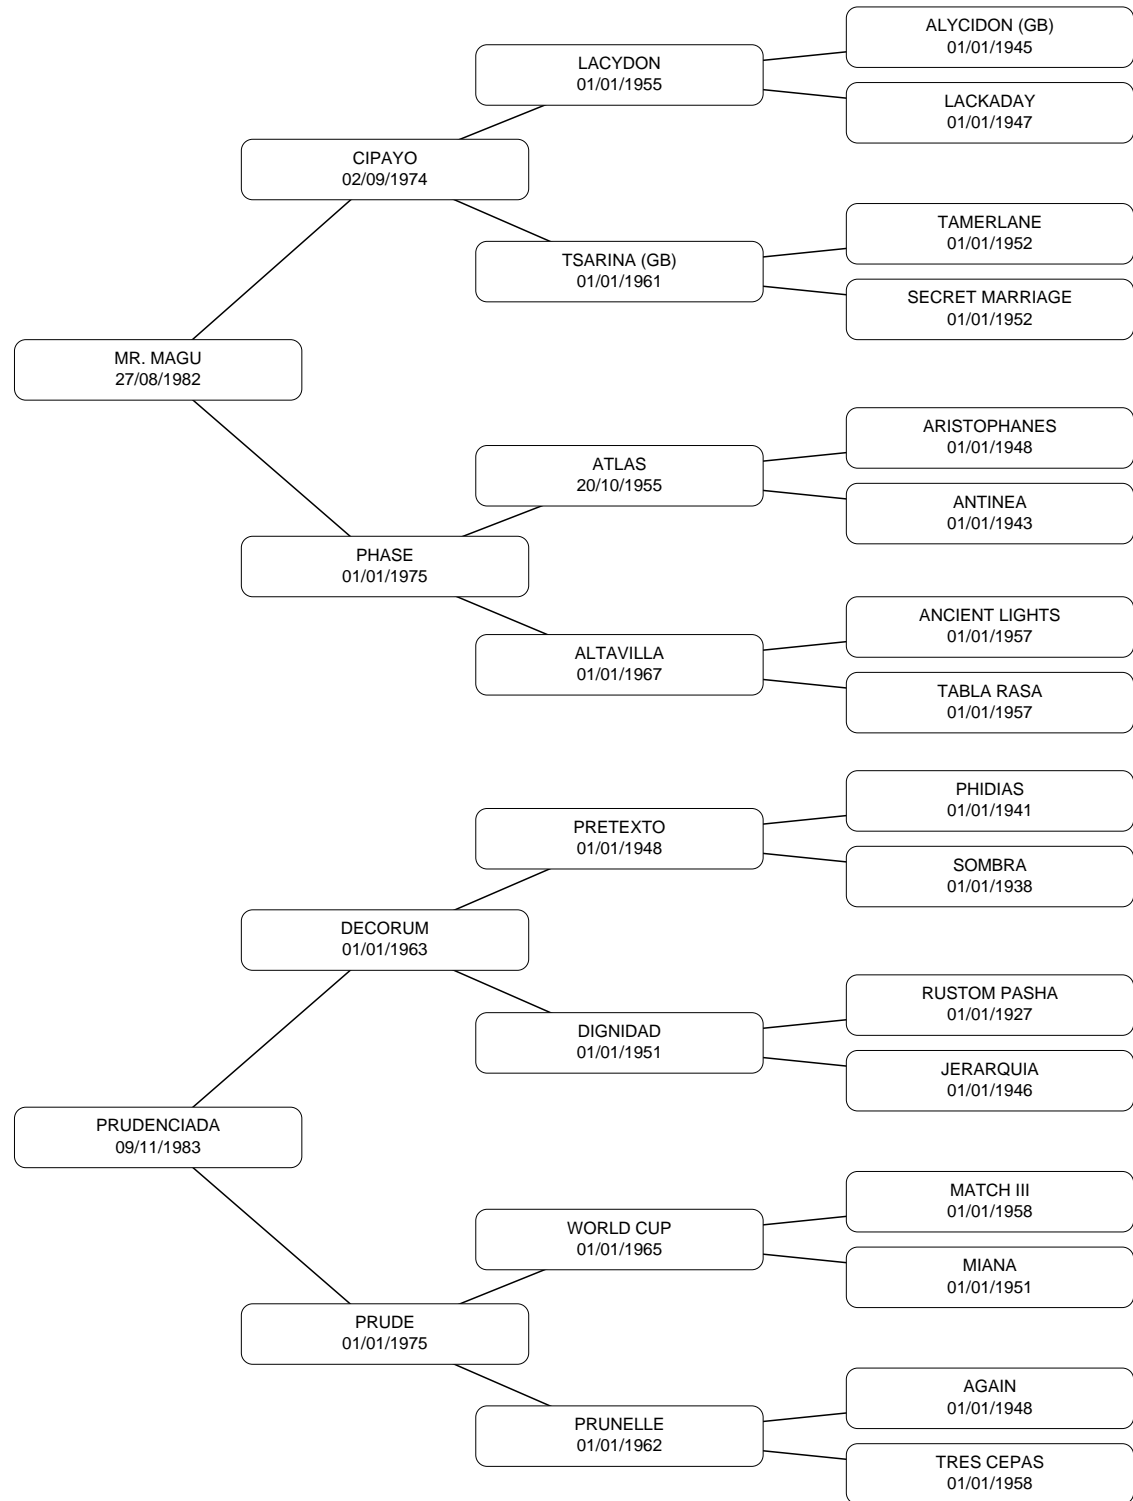 ALYCIDON (GB)
01/01/1945
LACYDON
01/01/1955
LACKADAY
01/01/1947
CIPAYO
02/09/1974
TAMERLANE
01/01/1952
TSARINA (GB)
01/01/1961
SECRET MARRIAGE
01/01/1952
MR. MAGU
27/08/1982
ARISTOPHANES
01/01/1948
ATLAS
20/10/1955
ANTINEA
01/01/1943
PHASE
01/01/1975
ANCIENT LIGHTS
01/01/1957
ALTAVILLA
01/01/1967
TABLA RASA
01/01/1957
PHIDIAS
01/01/1941
PRETEXTO
01/01/1948
SOMBRA
01/01/1938
DECORUM
01/01/1963
RUSTOM PASHA
01/01/1927
DIGNIDAD
01/01/1951
JERARQUIA
01/01/1946
PRUDENCIADA
09/11/1983
MATCH III
01/01/1958
WORLD CUP
01/01/1965
MIANA
01/01/1951
PRUDE
01/01/1975
AGAIN
01/01/1948
PRUNELLE
01/01/1962
TRES CEPAS
01/01/1958